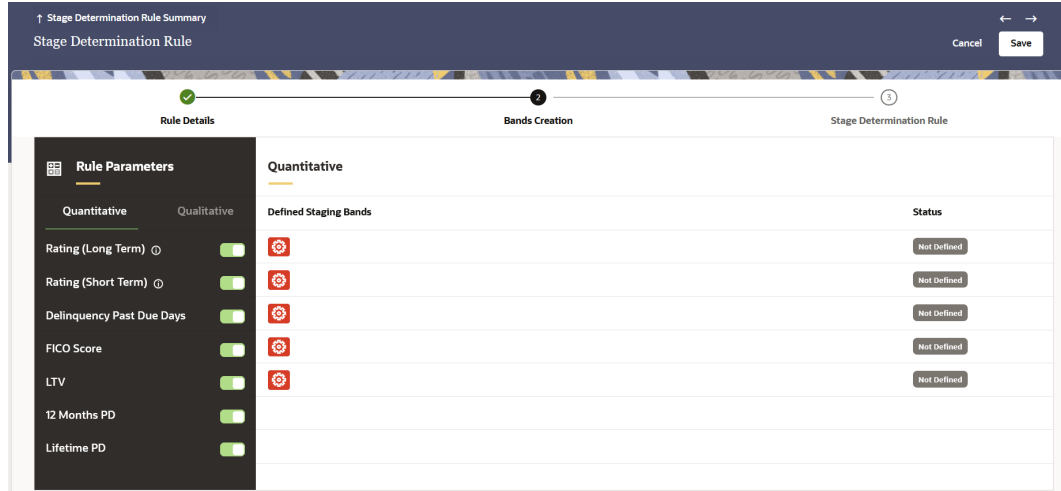 ↑ Stage Determination Rule Summary
← →
Stage Determination Rule
Cancel Save
2 3
Rule Details Bands Creation Stage Determination Rule
Rule Parameters
Quantitative
Quantitative Qualitative
Defined Staging Bands Status
Rating (Long Term) Not Defined
Rating (Short Term) Not Defined
Delinquency Past Due Days Not Defined
FICO Score Not Defined
LTV Not Defined
12 Months PD
Lifetime PD